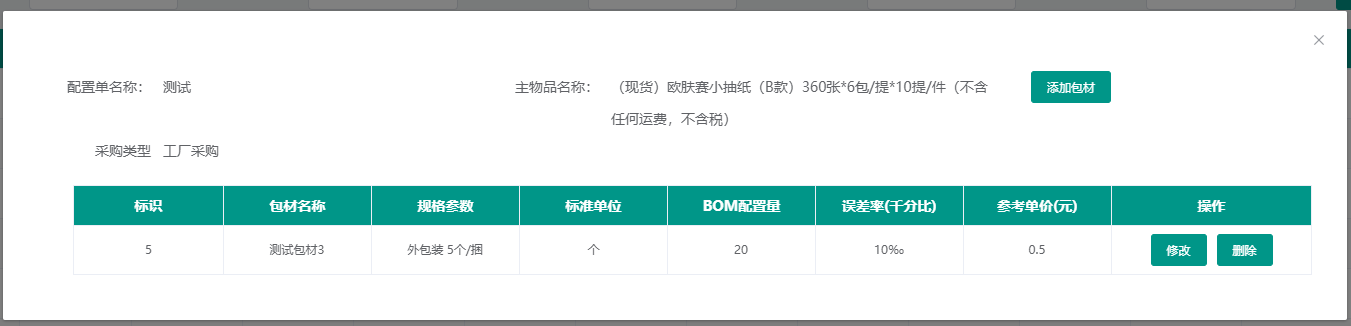 配置单名称： 测试 主物品名称： （现货）欧肤赛小抽纸（B款）360张*6包/提*10提/件（不含 添加包材
任何运费，不含税）
采购类型 工厂采购
标识 包材名称 规格参数 标准单位 BOM配置量 误差率(千分比) 参考单价(元) 操作
5 测试包材3 外包装 5个/捆 个 20 10‰ 0.5 修改 删除